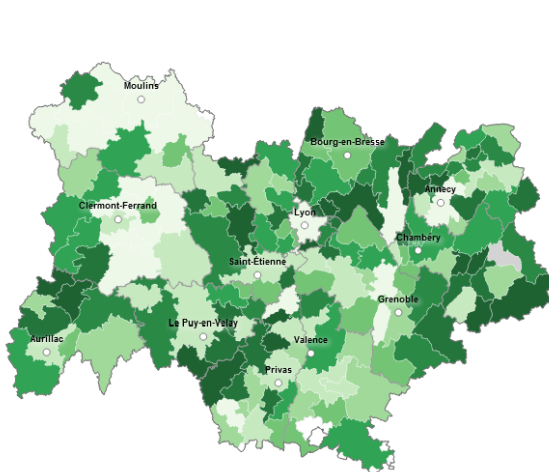 Moulins
Bourg-en-Bresse
Annecy
Clermont-Ferrand
Lyon
Chambéry
Saint-Étienne
Grenoble
Le Puy-en-Velay
Aurillac
Valence
Privas